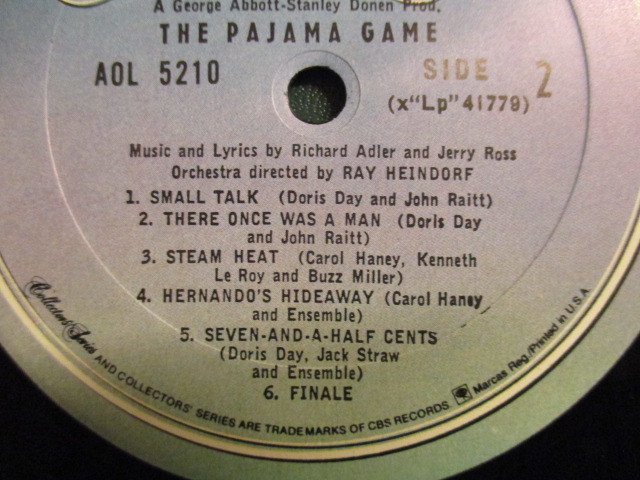 A George Abbott-Stanley Donen Prod.
THE PAJAMA GAME
AOL 5210
SIDE 2
(x"Lp"41779)
Music and Lyrics by Richard Adler and Jerry Ross
Orchestra directed by RAY HEINDORF
1. SMALL TALK (Doris Day and John Raitt)
2. THERE ONCE WAS A MAN (Doris Day
and John Raitt)
3. STEAM HEAT (Carol Haney, Kenneth
Le Roy and Buzz Miller)
4. HERNANDO'S HIDEAWAY (Carol Haney
and Ensemble)
5. SEVEN-AND-A-HALF CENTS
(Doris Day, Jack Straw
and Ensemble)
6. FINALE
Collectors' Series AND COLLECTORS' SERIES ARE TRADEMARKS OF CBS RECORDS Marcas Reg./Printed in U.S.A.